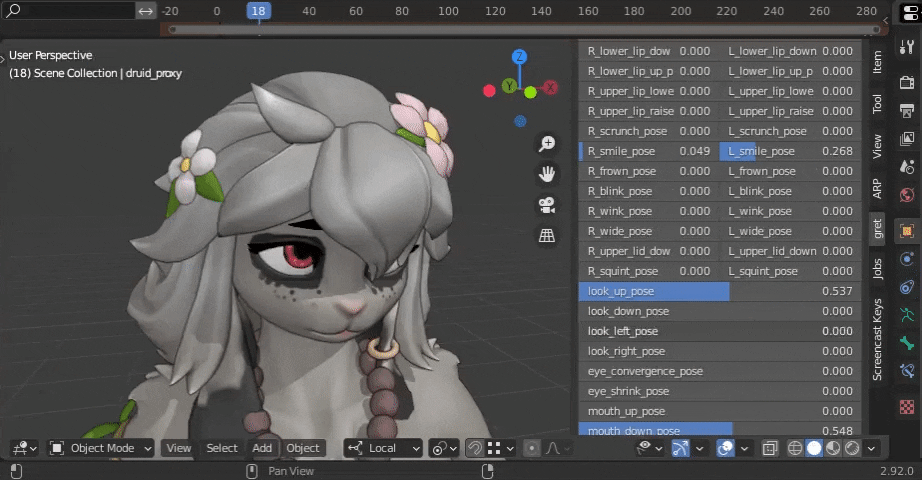 -20 0 18 40 60 80 100 120 140 160 180 200 220 240 260 280
User Perspective
(18) Scene Collection | druid_proxy
Z
Y
X
R_lower_lip_dow 0.000 L_lower_lip_down 0.000
R_lower_lip_up_p 0.000 L_lower_lip_up_p 0.000
R_upper_lip_lowe 0.000 L_upper_lip_lowe 0.000
R_upper_lip_raise 0.000 L_upper_lip_raise 0.000
R_scrunch_pose 0.000 L_scrunch_pose 0.000
R_smile_pose 0.049 L_smile_pose 0.268
R_frown_pose 0.000 L_frown_pose 0.000
R_blink_pose 0.000 L_blink_pose 0.000
R_wink_pose 0.000 L_wink_pose 0.000
R_wide_pose 0.000 L_wide_pose 0.000
R_upper_lid_dow 0.000 L_upper_lid_down 0.000
R_squint_pose 0.000 L_squint_pose 0.000
look_up_pose 0.537
look_down_pose 0.000
look_left_pose 0.000
look_right_pose 0.000
eye_convergence_pose 0.000
eye_shrink_pose 0.000
mouth_up_pose 0.000
mouth_down_pose 0.548
Item
Tool
View
ARP
gret
Jobs
Screencast Keys
Object Mode View Select Add Object Local
Pan View 2.92.0